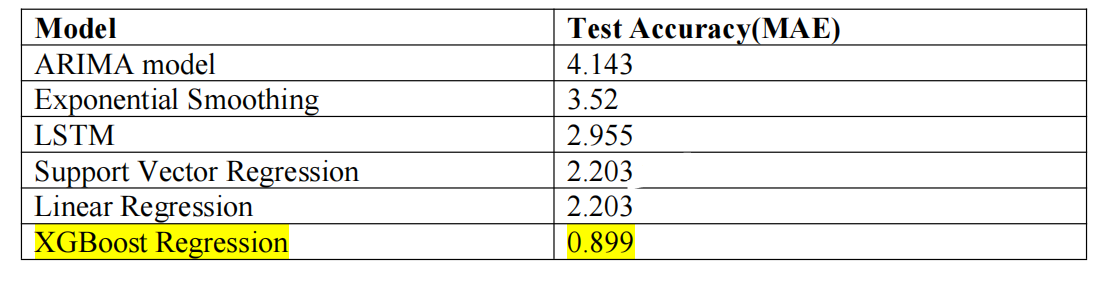 Model Test Accuracy(MAE)
ARIMA model 4.143
Exponential Smoothing 3.52
LSTM 2.955
Support Vector Regression 2.203
Linear Regression 2.203
XGBoost Regression 0.899